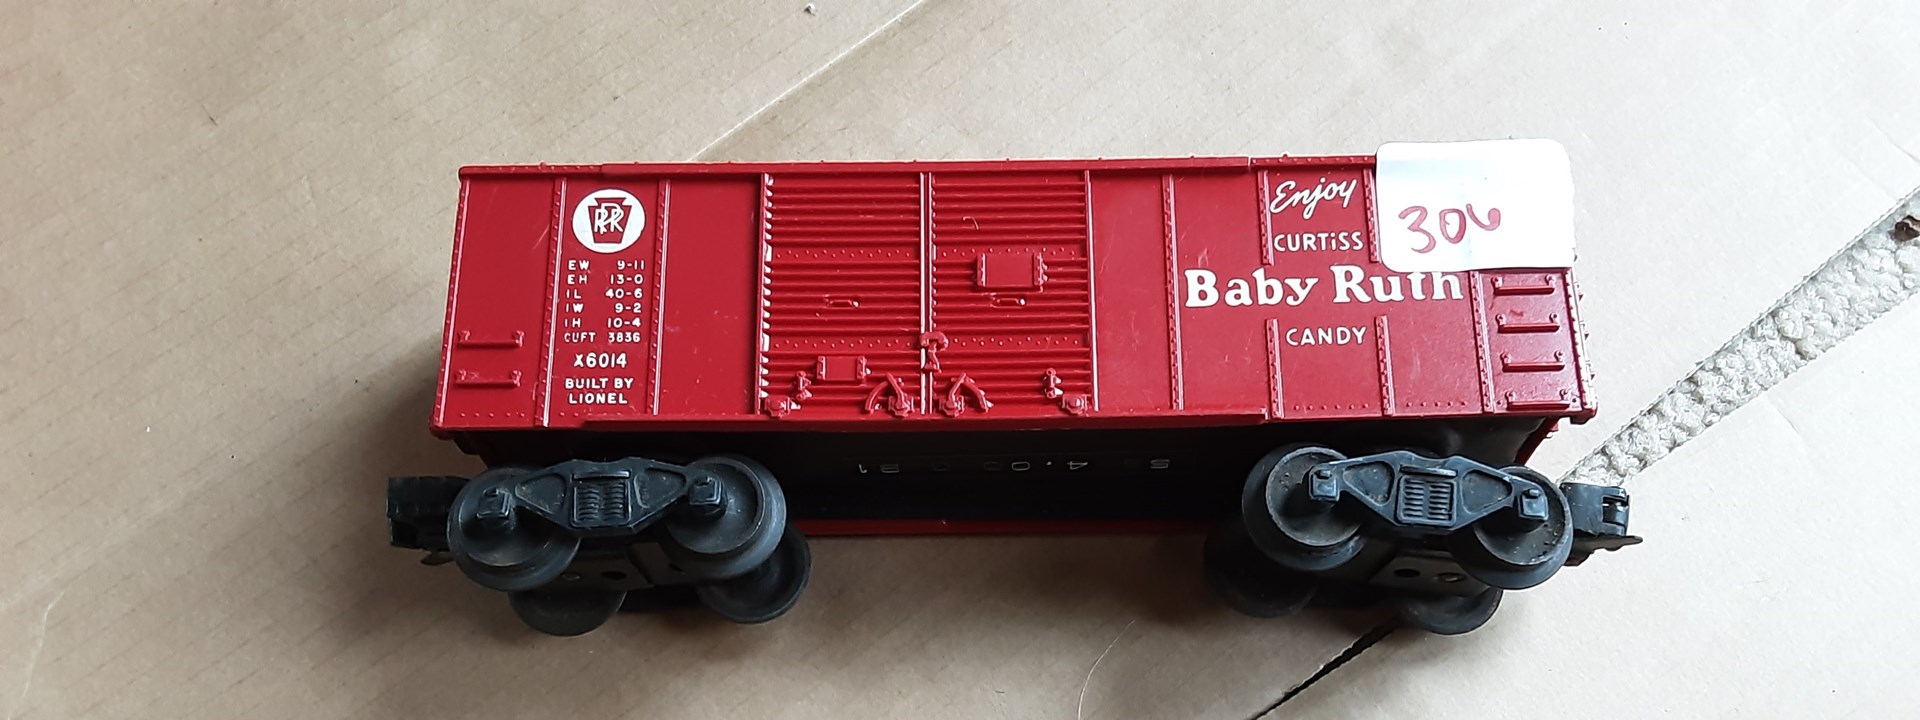 PRR
EW 9-11
EH 13-0
IL 40-6
IW 9-2
IH 10-4
CUFT 3836
X6014
BUILT BY
LIONEL
Enjoy
CURTiSS
Baby Ruth
CANDY
306